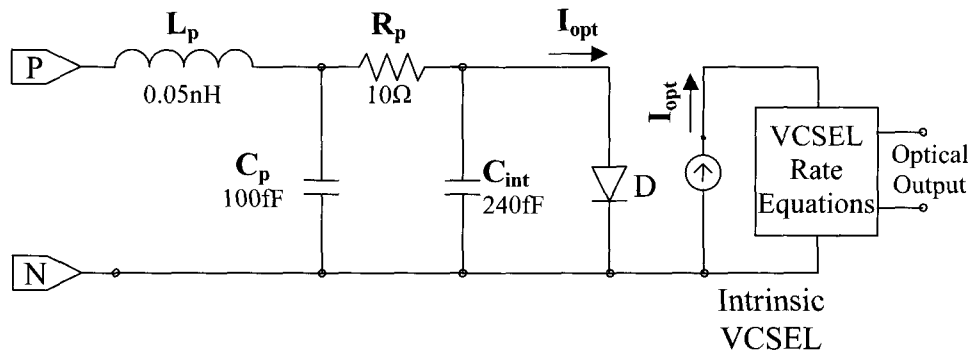 L_p
R_p
I_opt
P
0.05nH
10Ω
I_opt
VCSEL
Rate
Equations
Optical
Output
C_p
100fF
C_int
240fF
D
N
Intrinsic
VCSEL